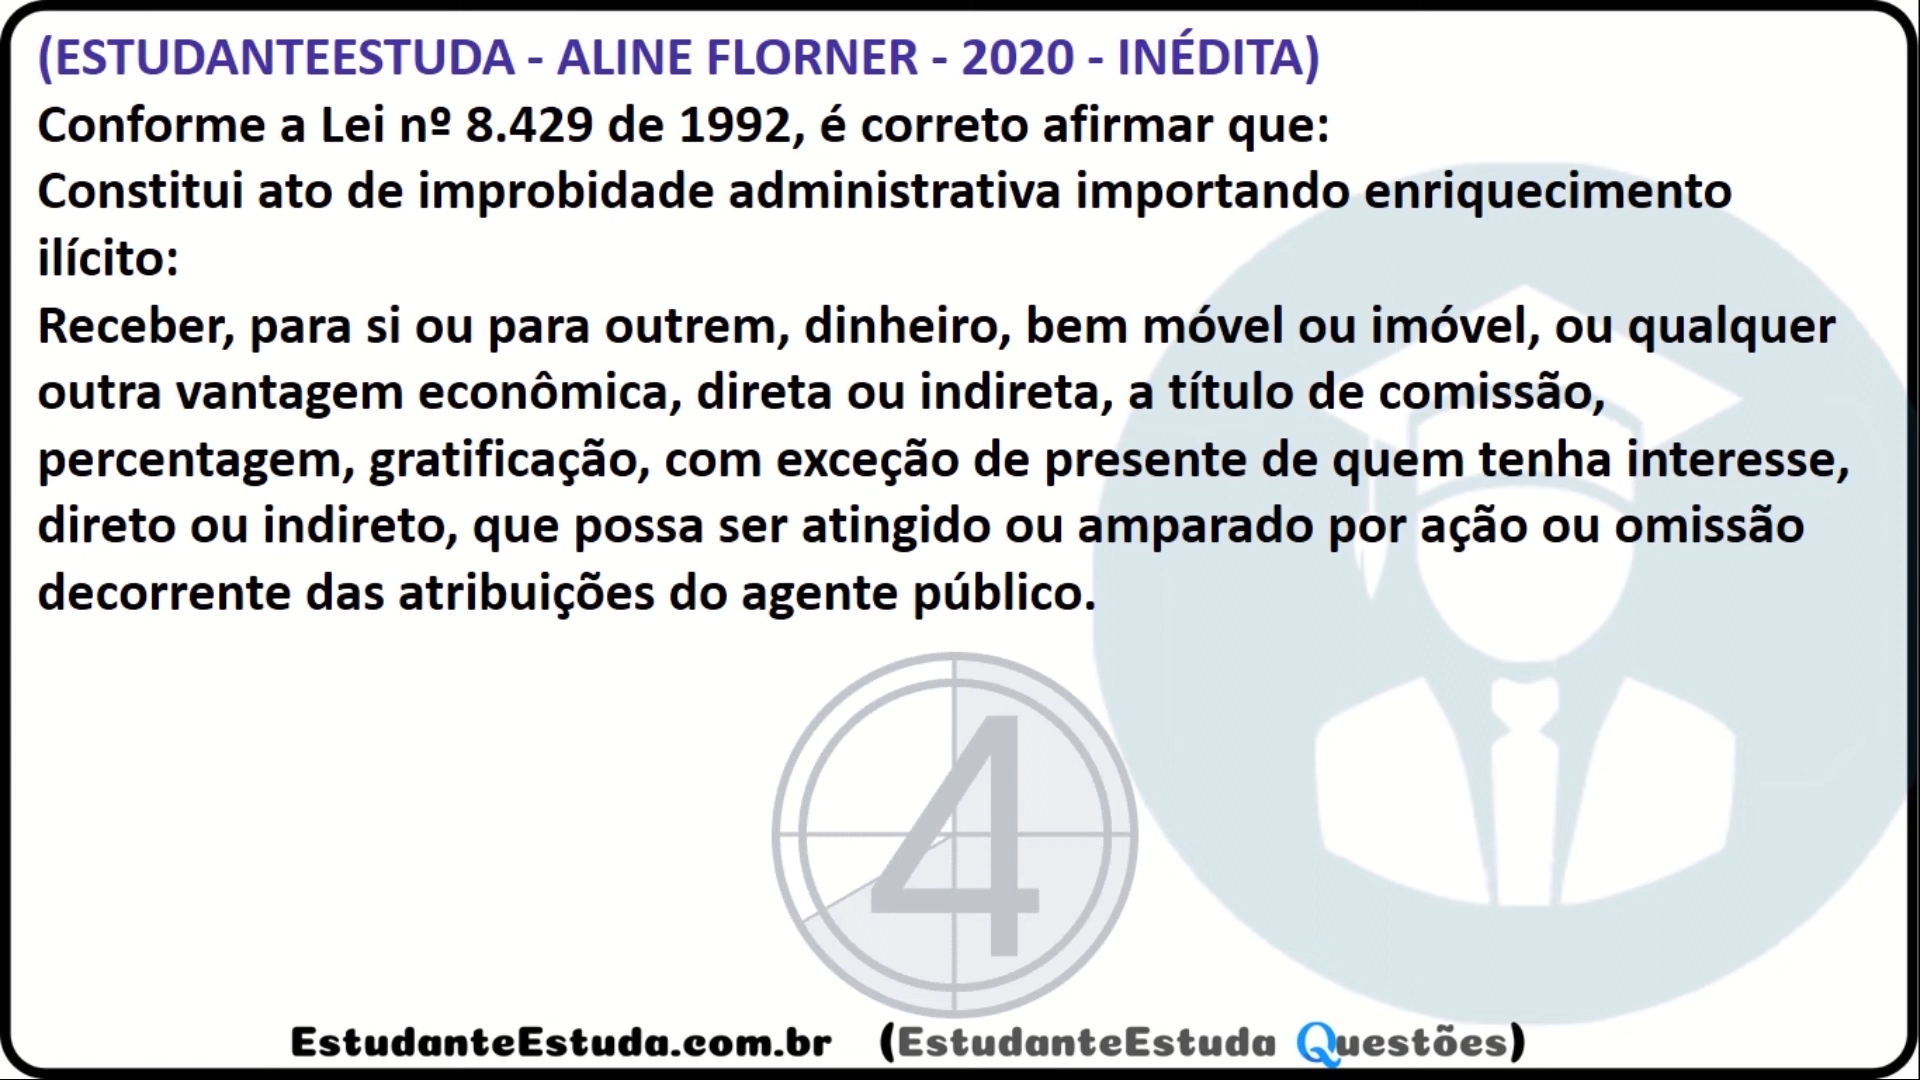 (ESTUDANTEESTUDA - ALINE FLORNER - 2020 - INÉDITA)
Conforme a Lei nº 8.429 de 1992, é correto afirmar que:
Constitui ato de improbidade administrativa importando enriquecimento
ilícito:
Receber, para si ou para outrem, dinheiro, bem móvel ou imóvel, ou qualquer
outra vantagem econômica, direta ou indireta, a título de comissão,
percentagem, gratificação, com exceção de presente de quem tenha interesse,
direto ou indireto, que possa ser atingido ou amparado por ação ou omissão
decorrente das atribuições do agente público.
4
EstudanteEstuda.com.br (EstudanteEstuda Questões)